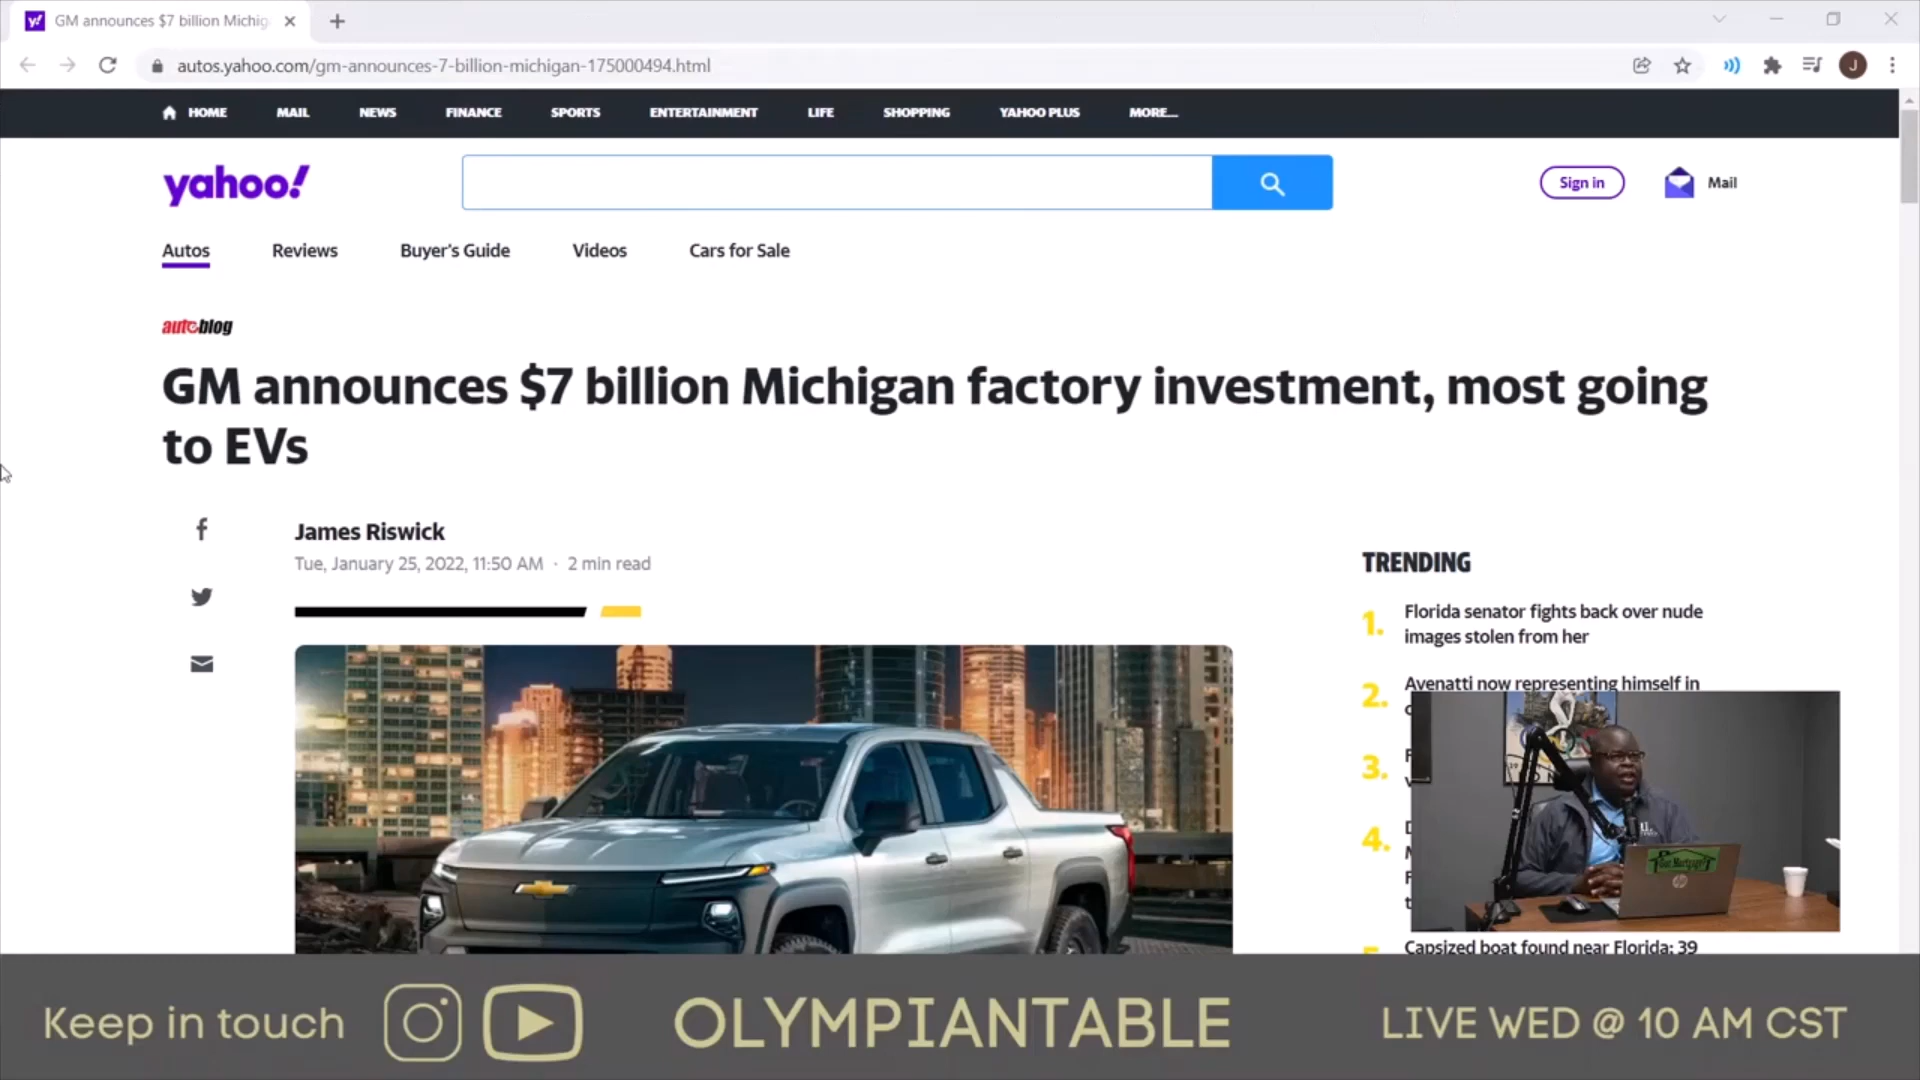 GM announces $7 billion Michig
autos.yahoo.com/gm-announces-7-billion-michigan-175000494.html
J
HOME MAIL NEWS FINANCE SPORTS ENTERTAINMENT LIFE SHOPPING YAHOO PLUS MORE...
yahoo!
Sign in
Mail
Autos Reviews Buyer's Guide Videos Cars for Sale
autoblog
GM announces $7 billion Michigan factory investment, most going
to EVs
James Riswick
Tue, January 25, 2022, 11:50 AM · 2 min read
TRENDING
1. Florida senator fights back over nude
images stolen from her
2. Avenatti now representing himself in
3.
4.
Capsized boat found near Florida; 39
hp
Keep in touch
OLYMPIANTABLE
LIVE WED @ 10 AM CST